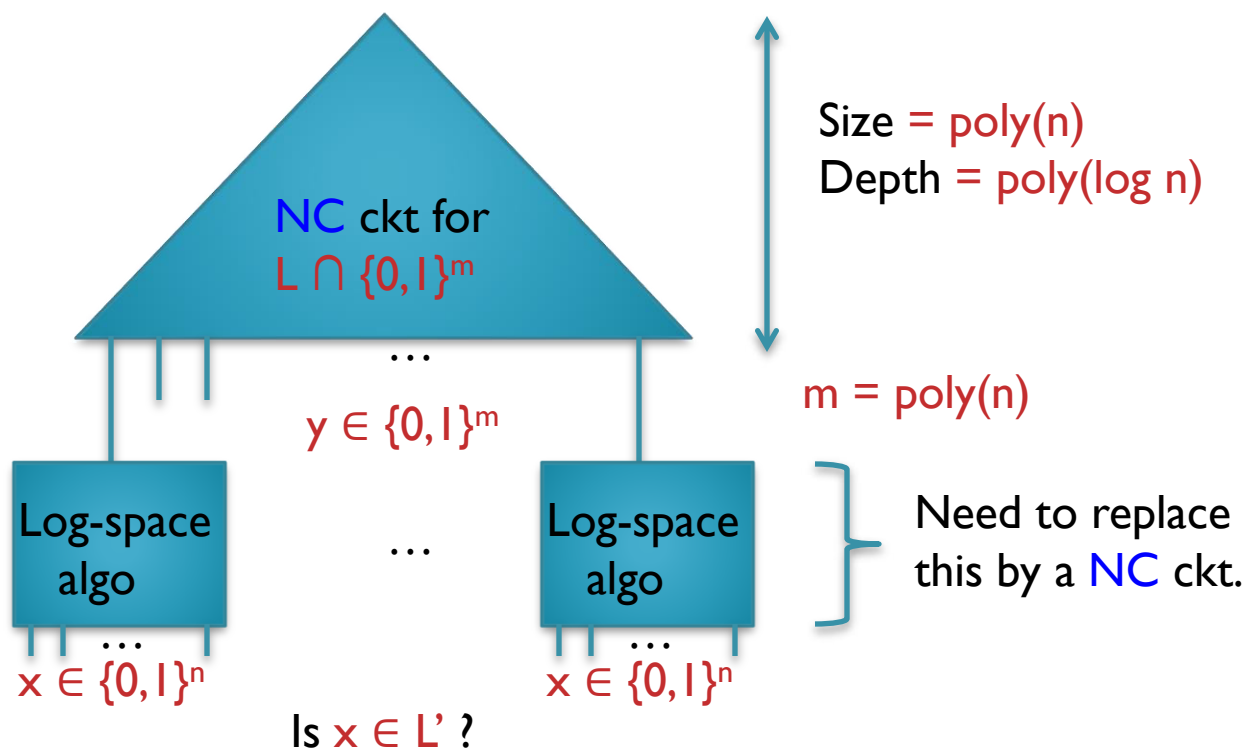 Size = poly(n)
Depth = poly(log n)
NC ckt for
L ∩ {0,1}ᵐ
...
m = poly(n)
y ∈ {0,1}ᵐ
Log-space
algo
...
Log-space
algo
Need to replace
this by a NC ckt.
...
...
x ∈ {0,1}ⁿ
x ∈ {0,1}ⁿ
Is x ∈ L’ ?